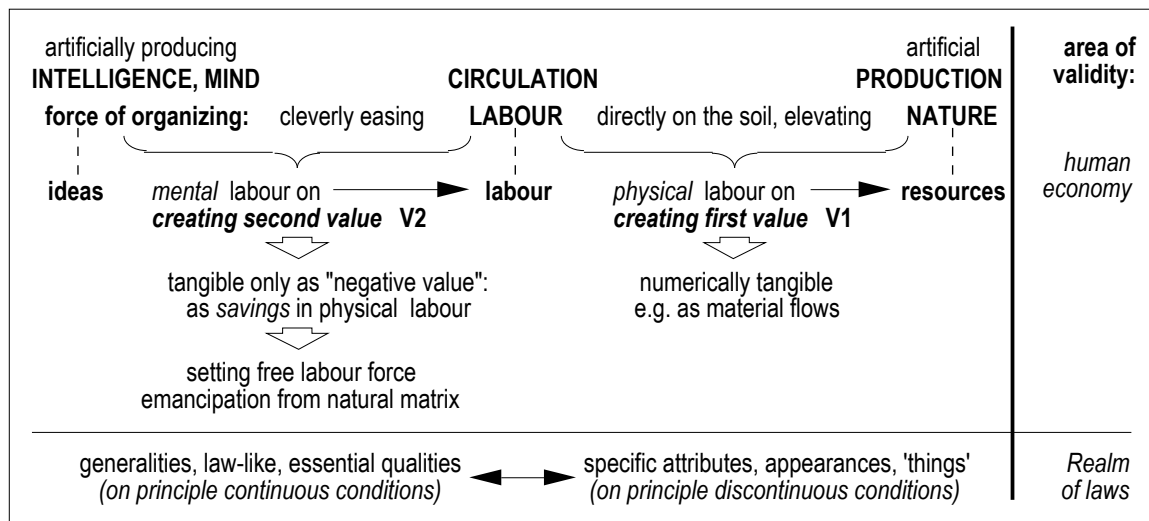 artificially producing artificial area of
INTELLIGENCE, MIND CIRCULATION PRODUCTION validity:
force of organizing: cleverly easing LABOUR directly on the soil, elevating NATURE
human
ideas mental labour on labour physical labour on resources economy
creating second value V2 creating first value V1
tangible only as "negative value": numerically tangible
as savings in physical labour e.g. as material flows
setting free labour force
emancipation from natural matrix
generalities, law-like, essential qualities specific attributes, appearances, 'things' Realm
(on principle continuous conditions) (on principle discontinuous conditions) of laws